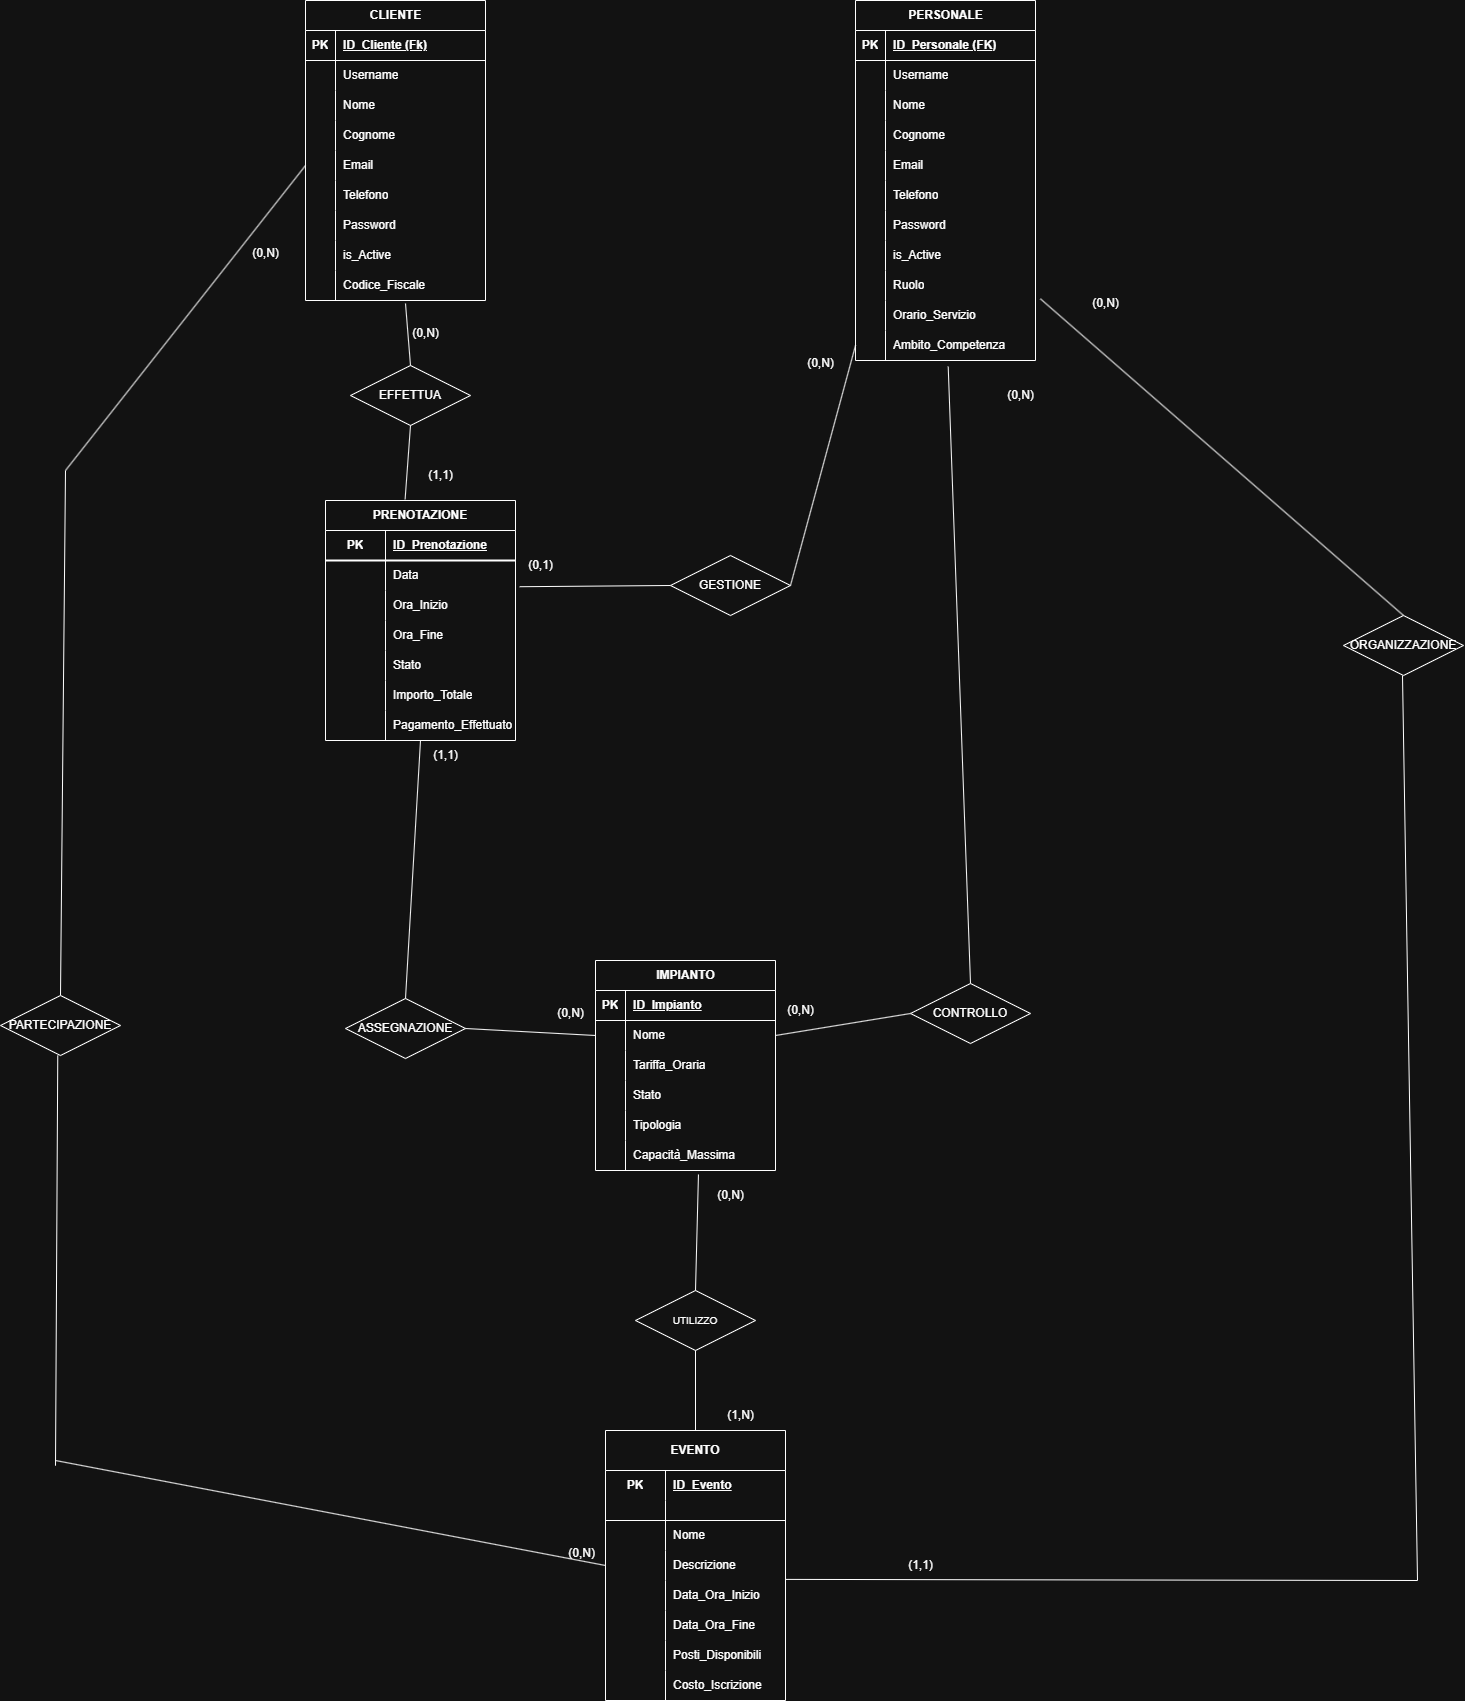 CLIENTE
PK ID_Cliente (Fk)
Username
Nome
Cognome
Email
Telefono
Password
is_Active
Codice_Fiscale
PERSONALE
PK ID_Personale (FK)
Username
Nome
Cognome
Email
Telefono
Password
is_Active
Ruolo
Orario_Servizio
Ambito_Competenza
(0,N)
(0,N)
(0,N)
(0,N)
(0,N)
EFFETTUA
(1,1)
PRENOTAZIONE
PK ID_Prenotazione
Data
Ora_Inizio
Ora_Fine
Stato
Importo_Totale
Pagamento_Effettuato
(0,1)
GESTIONE
ORGANIZZAZIONE
(1,1)
PARTECIPAZIONE
ASSEGNAZIONE
(0,N)
IMPIANTO
PK ID_Impianto
Nome
Tariffa_Oraria
Stato
Tipologia
Capacità_Massima
(0,N)
CONTROLLO
(0,N)
UTILIZZO
(1,N)
EVENTO
PK ID_Evento
Nome
Descrizione
Data_Ora_Inizio
Data_Ora_Fine
Posti_Disponibili
Costo_Iscrizione
(0,N)
(1,1)